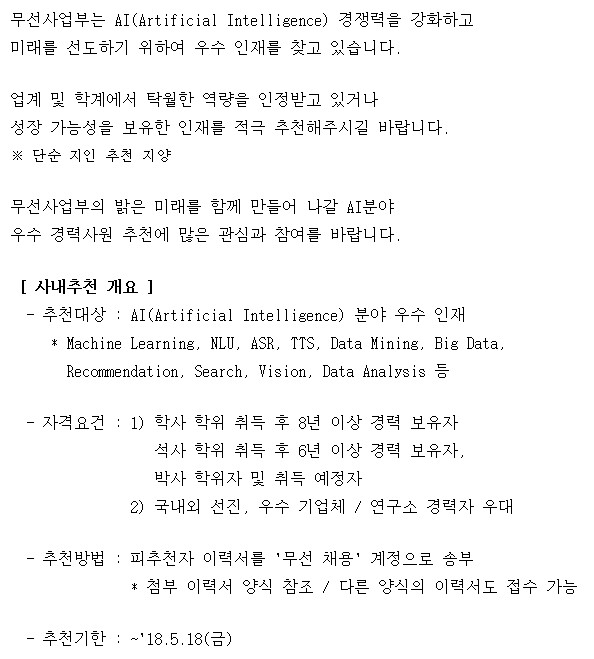 무선사업부는 AI(Artificial Intelligence) 경쟁력을 강화하고
미래를 선도하기 위하여 우수 인재를 찾고 있습니다.
업계 및 학계에서 탁월한 역량을 인정받고 있거나
성장 가능성을 보유한 인재를 적극 추천해주시길 바랍니다.
※ 단순 지인 추천 지양
무선사업부의 밝은 미래를 함께 만들어 나갈 AI분야
우수 경력사원 추천에 많은 관심과 참여를 바랍니다.
[ 사내추천 개요 ]
- 추천대상 : AI(Artificial Intelligence) 분야 우수 인재
* Machine Learning, NLU, ASR, TTS, Data Mining, Big Data,
Recommendation, Search, Vision, Data Analysis 등
- 자격요건 : 1) 학사 학위 취득 후 8년 이상 경력 보유자
석사 학위 취득 후 6년 이상 경력 보유자,
박사 학위자 및 취득 예정자
2) 국내외 선진, 우수 기업체 / 연구소 경력자 우대
- 추천방법 : 피추천자 이력서를 '무선 채용' 계정으로 송부
* 첨부 이력서 양식 참조 / 다른 양식의 이력서도 접수 가능
- 추천기한 : ~'18.5.18(금)